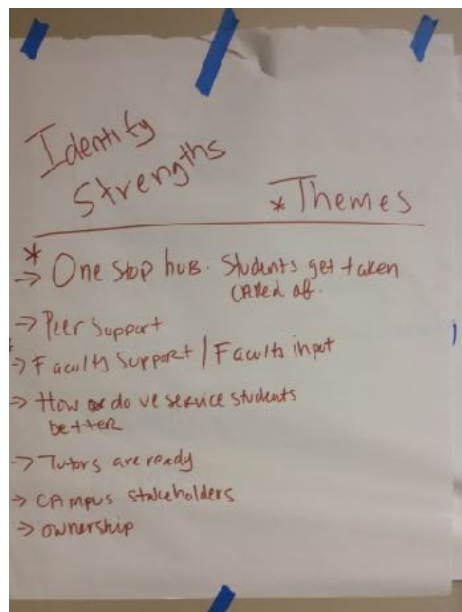 Identify
Strengths
* Themes
*
→ One stop hub. Students get taken
cared of.
→ Peer Support
→ Faculty Support / Faculty input
→ How do we service students
better
→ Tutors are ready
→ CAmpus stakeholders
→ ownership